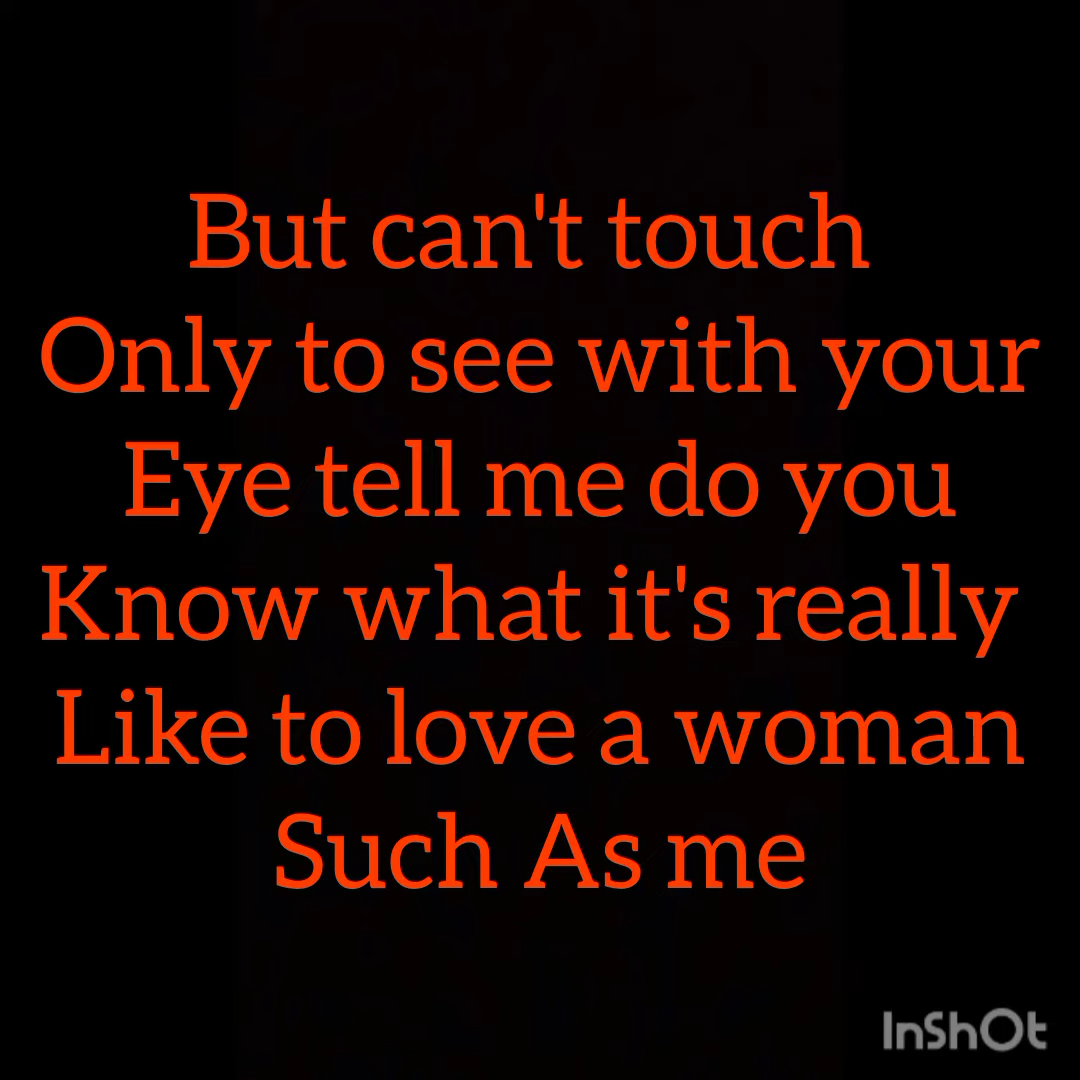 But can't touch
Only to see with your
Eye tell me do you
Know what it's really
Like to love a woman
Such As me
InShOt